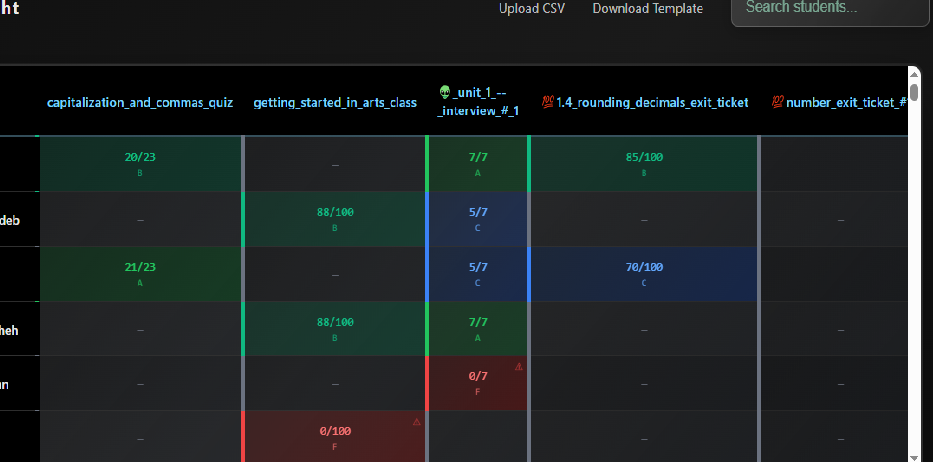 ht
Upload CSV
Download Template
Search students...
capitalization_and_commas_quiz
getting_started_in_arts_class
👽_unit_1_--
_interview_#_1
💯1.4_rounding_decimals_exit_ticket
💯number_exit_ticket_#
20/23
B
–
7/7
A
85/100
B
–
deb
–
88/100
B
5/7
C
–
–
21/23
A
–
5/7
C
70/100
C
–
heh
–
88/100
B
7/7
A
–
–
–
–
⚠
0/7
F
–
–
–
⚠
0/100
F
–
–